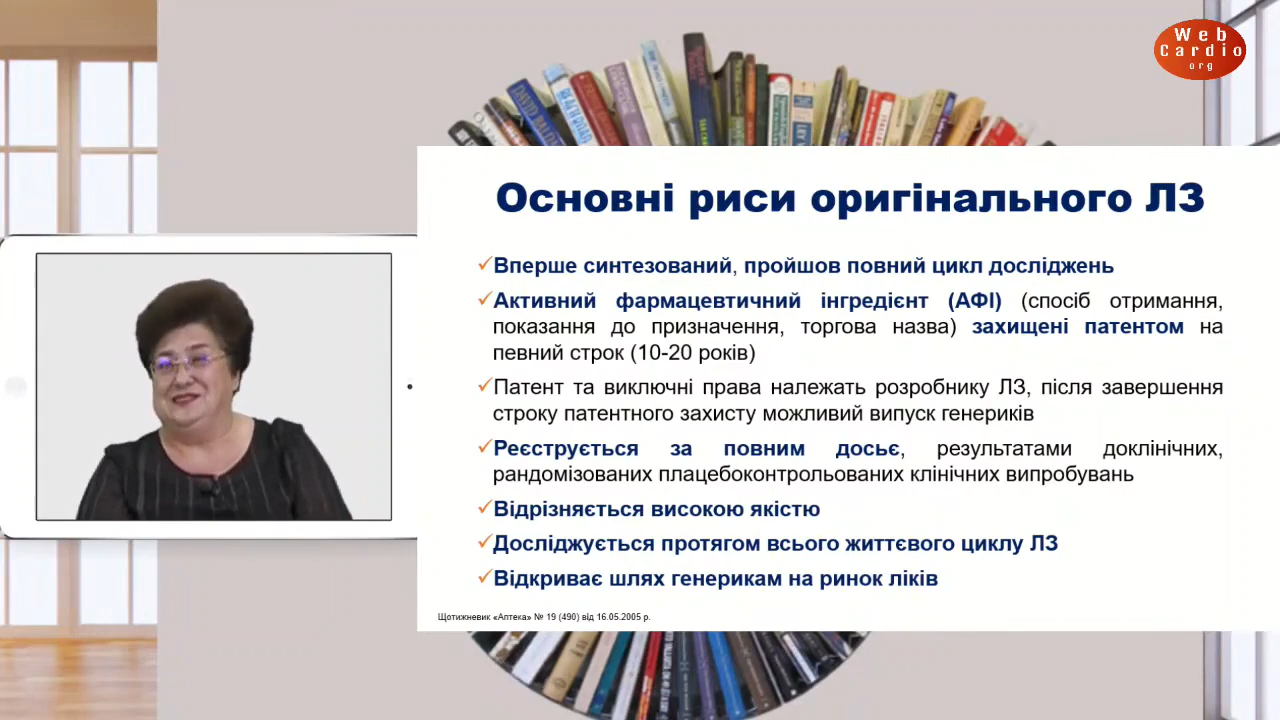 Web
Cardio
org
Основні риси оригінального ЛЗ
✓Вперше синтезований, пройшов повний цикл досліджень
✓Активний фармацевтичний інгредієнт (АФІ) (спосіб отримання,
показання до призначення, торгова назва) захищені патентом на
певний строк (10-20 років)
✓Патент та виключні права належать розробнику ЛЗ, після завершення
строку патентного захисту можливий випуск генериків
✓Реєструється за повним досьє, результатами доклінічних,
рандомізованих плацебоконтрольованих клінічних випробувань
✓Відрізняється високою якістю
✓Досліджується протягом всього життєвого циклу ЛЗ
✓Відкриває шлях генерикам на ринок ліків
Щотижневик «Аптека» № 19 (490) від 16.05.2005 р.